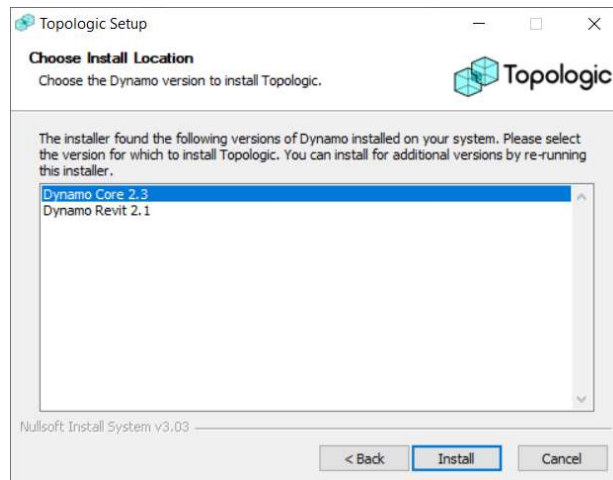 Topologic Setup
Choose Install Location
Choose the Dynamo version to install Topologic.
Topologic
The installer found the following versions of Dynamo installed on your system. Please select
the version for which to install Topologic. You can install for additional versions by re-running
this installer.
Dynamo Core 2.3
Dynamo Revit 2.1
Nullsoft Install System v3.03
< Back
Install
Cancel